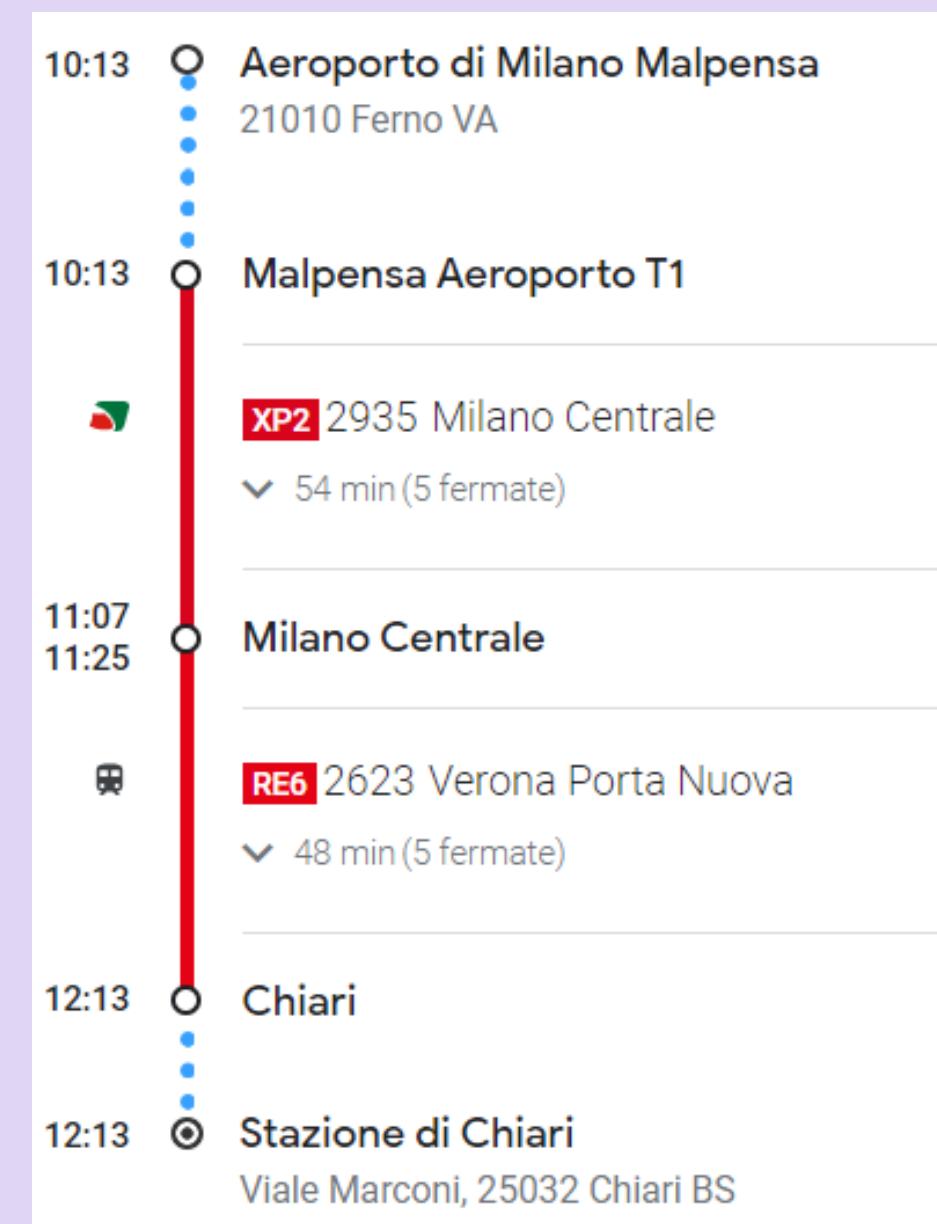 10:13 Aeroporto di Milano Malpensa
21010 Ferno VA
10:13 Malpensa Aeroporto T1
XP2 2935 Milano Centrale
54 min (5 fermate)
11:07
11:25
Milano Centrale
RE6 2623 Verona Porta Nuova
48 min (5 fermate)
12:13 Chiari
12:13 Stazione di Chiari
Viale Marconi, 25032 Chiari BS